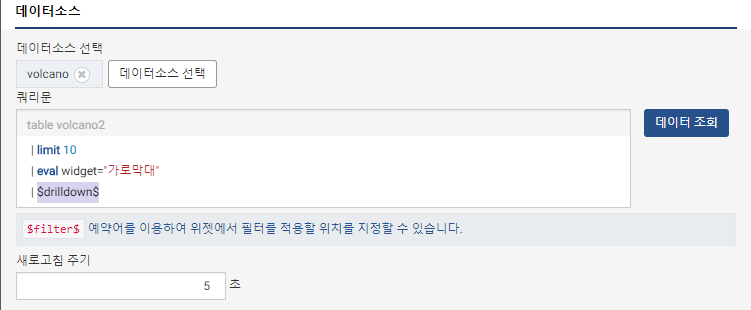 데이터소스
데이터소스 선택
volcano 데이터소스 선택
쿼리문
table volcano2 데이터 조회
| limit 10
| eval widget="가로막대"
| $drilldown$
$filter$ 예약어를 이용하여 위젯에서 필터를 적용할 위치를 지정할 수 있습니다.
새로고침 주기
5 초